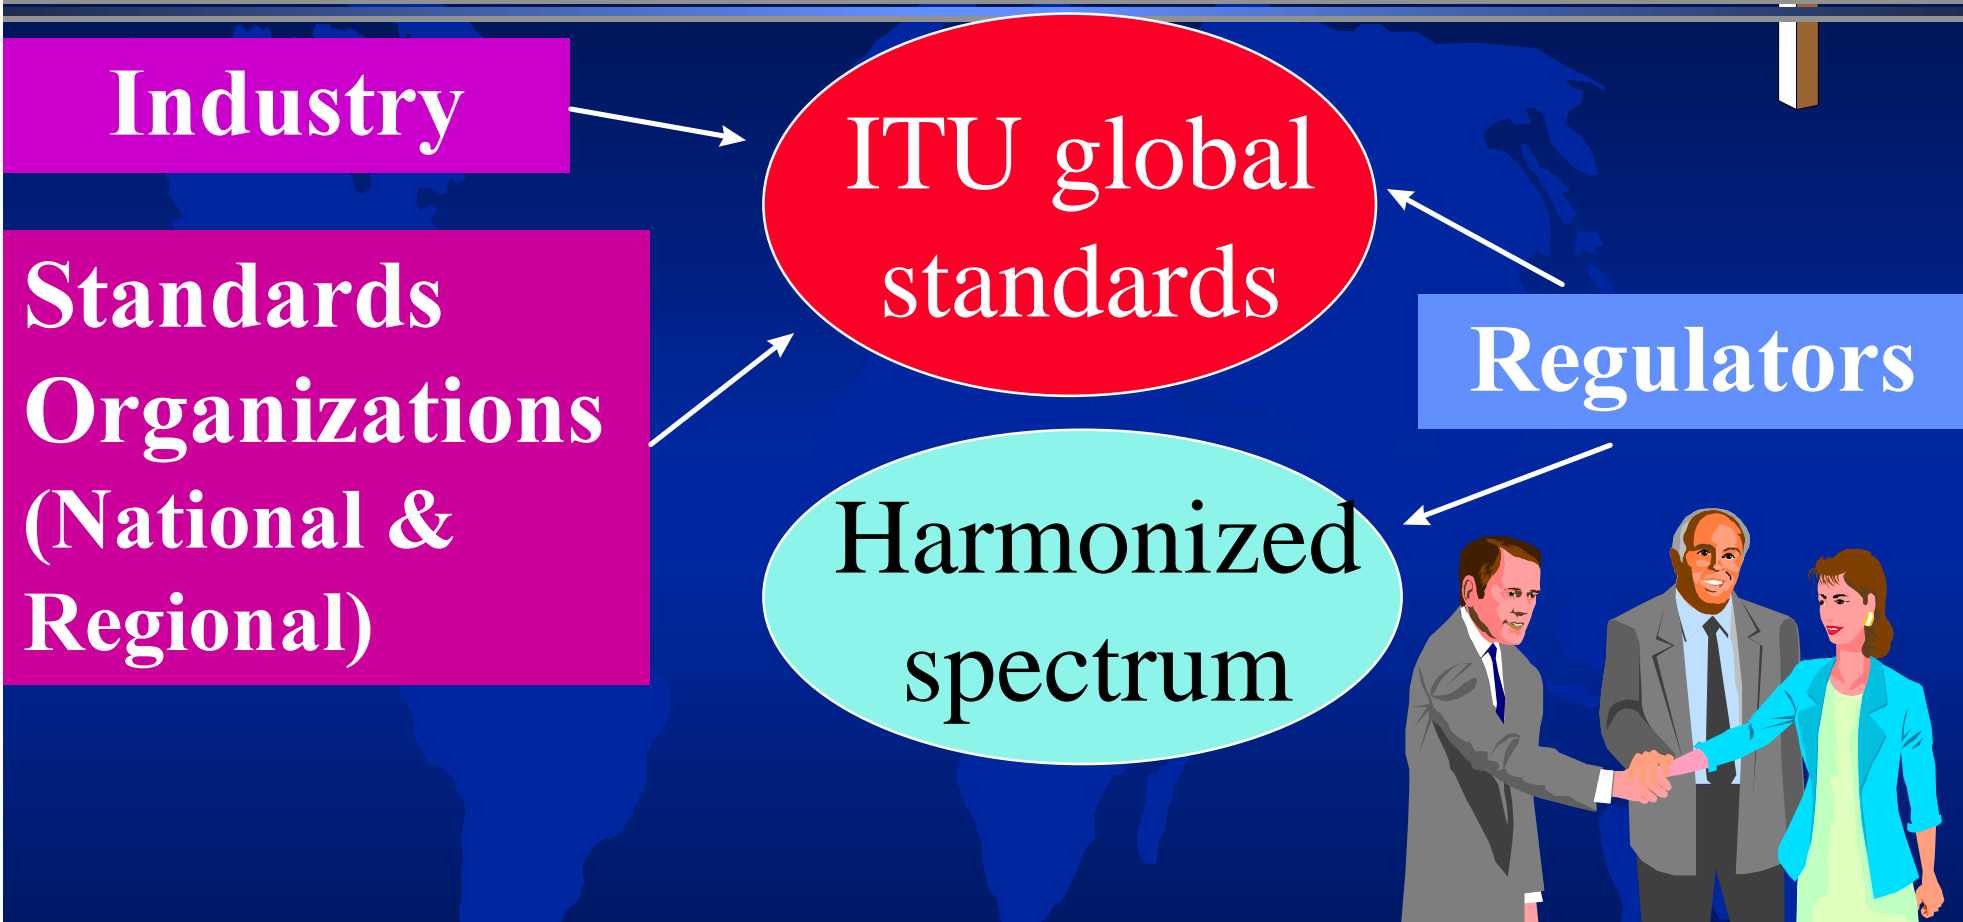 Industry
ITU global
standards
Standards
Organizations
(National &
Regional)
Regulators
Harmonized
spectrum